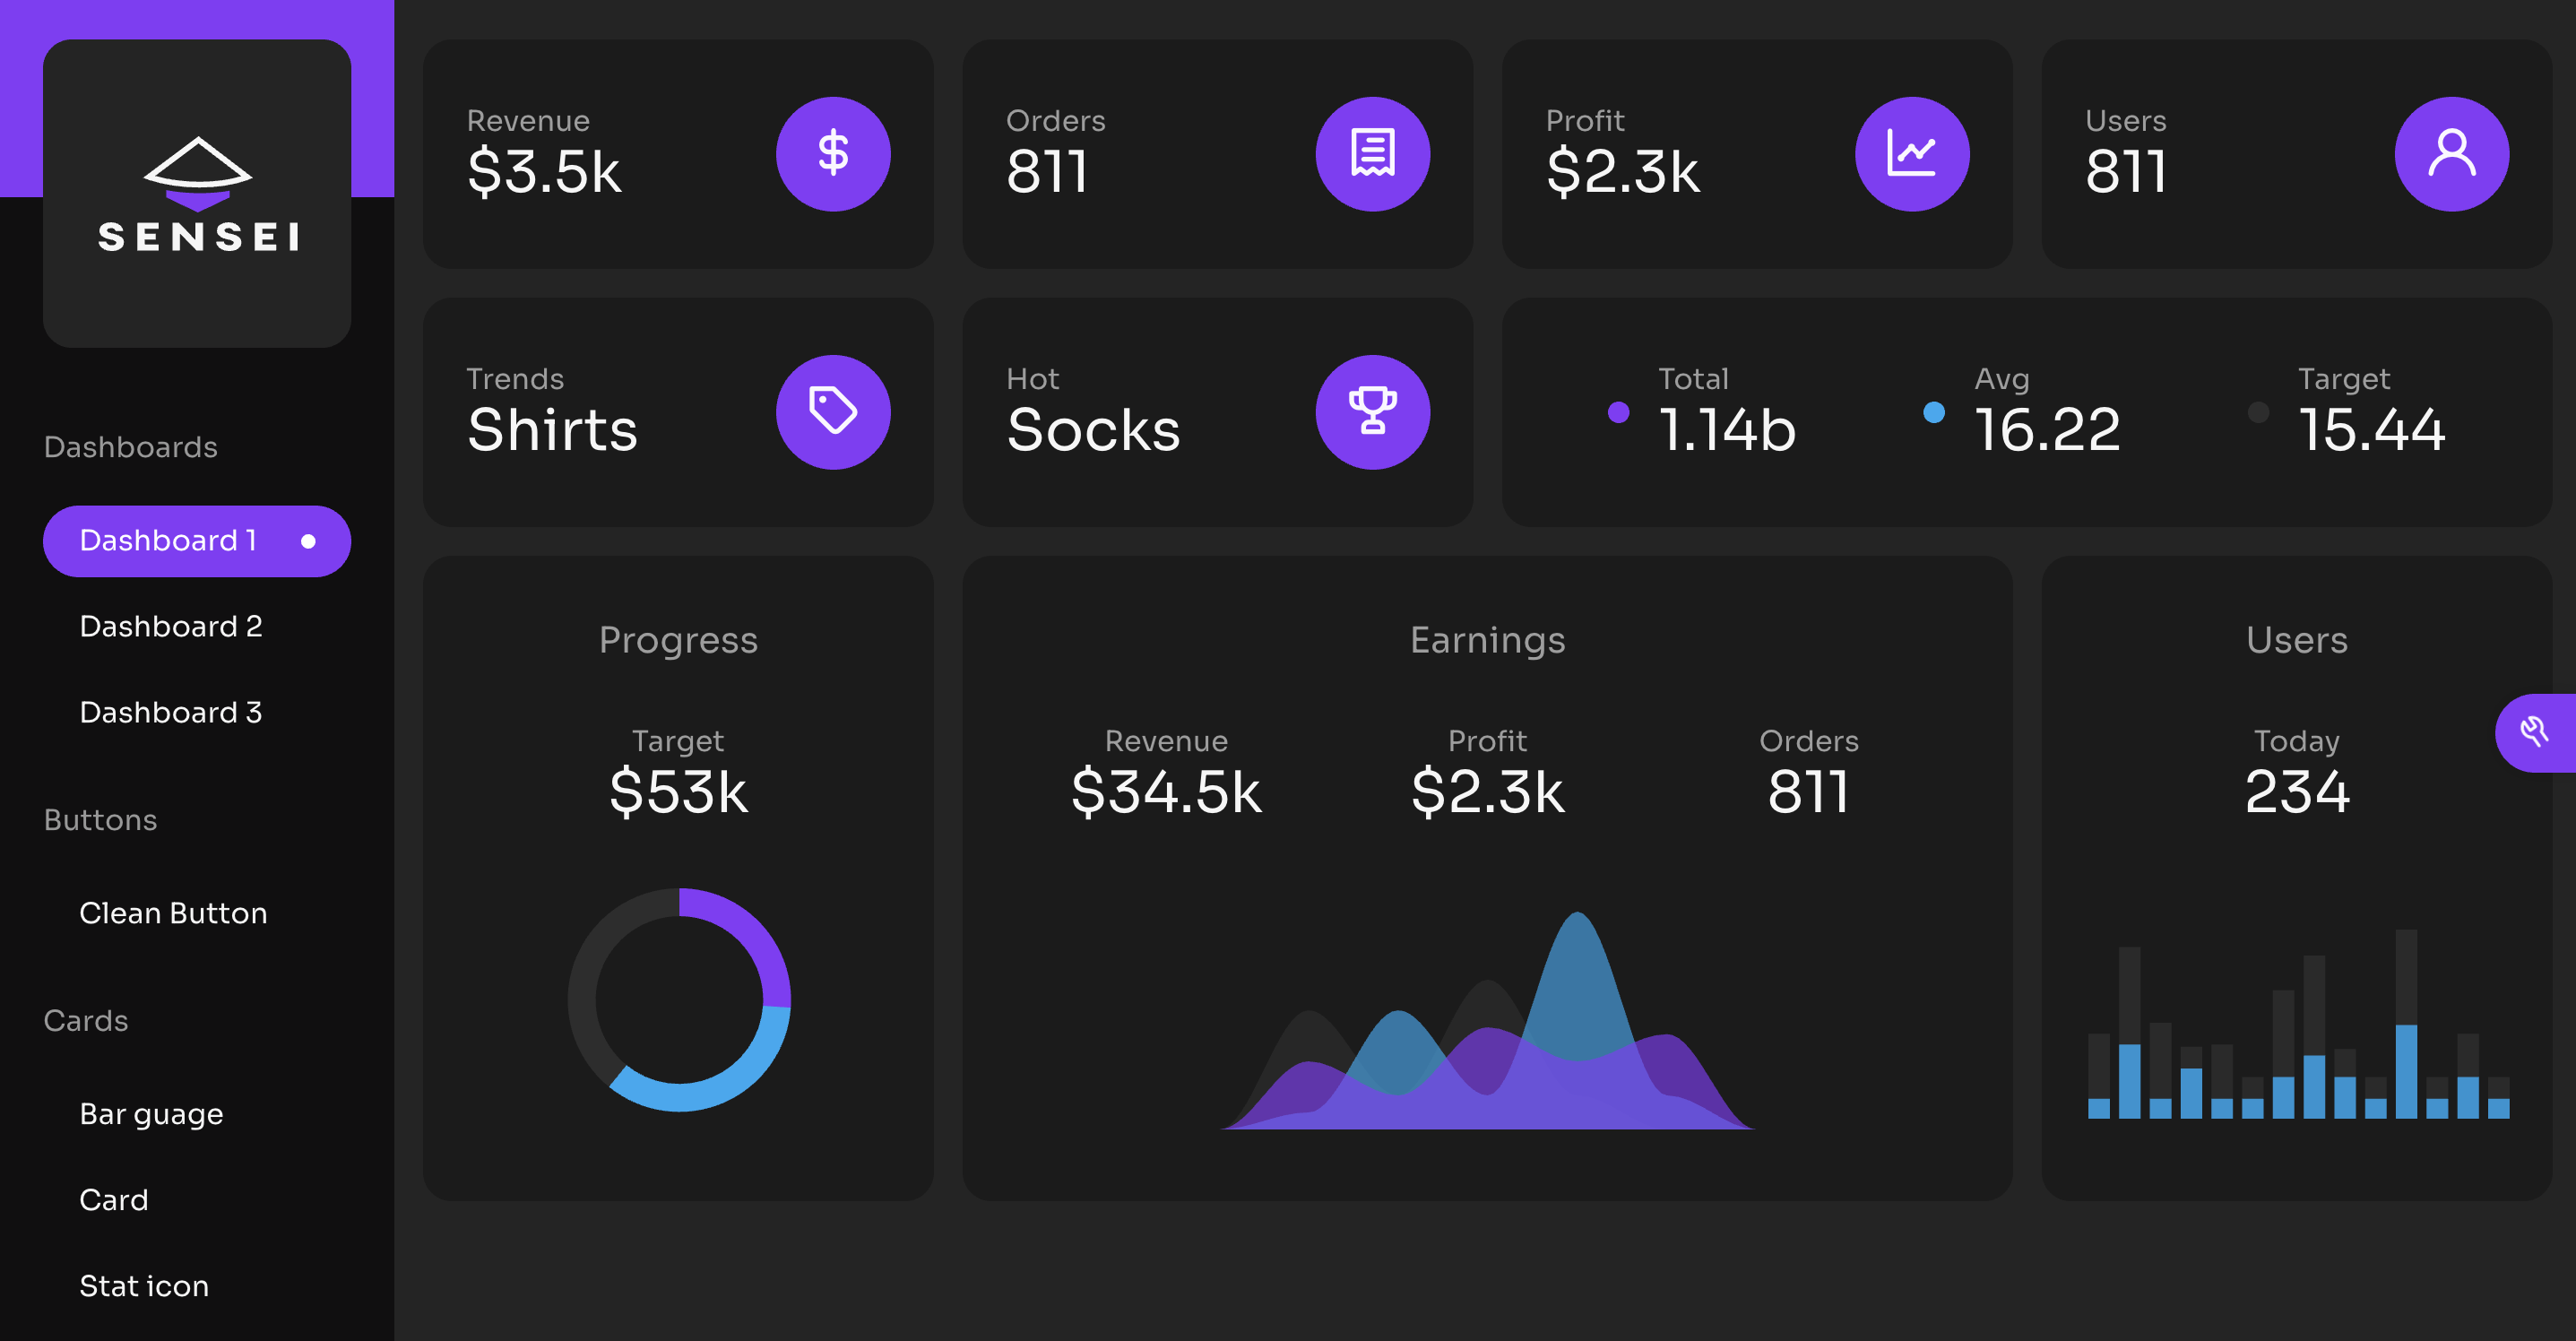 SENSEI
Dashboards
Dashboard 1
Dashboard 2
Dashboard 3
Buttons
Clean Button
Cards
Bar guage
Card
Stat icon
Revenue
$3.5k
Orders
811
Profit
$2.3k
Users
811
Trends
Shirts
Hot
Socks
Total
1.14b
Avg
16.22
Target
15.44
Progress
Target
$53k
Earnings
Revenue
$34.5k
Profit
$2.3k
Orders
811
Users
Today
234